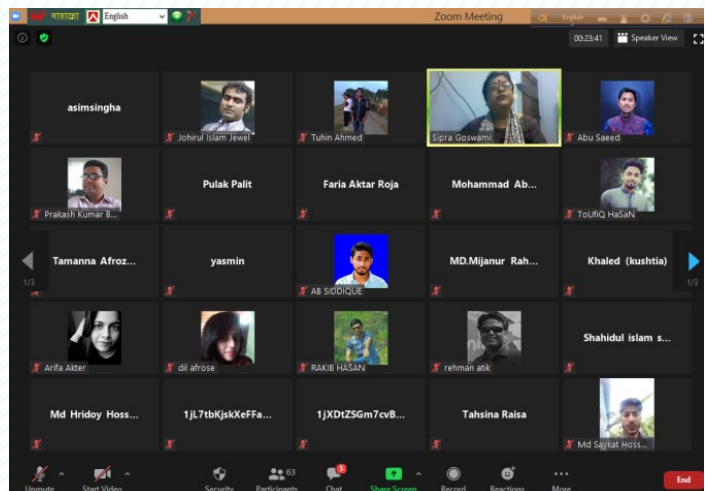 বায়ান্নো English Zoom Meeting English
00:23:41 Speaker View
asimsingha Johirul Islam Jewel Tuhin Ahmed Sipra Goswami Abu Saeed
Prakash Kumar B... Pulak Palit Faria Aktar Roja Mohammad Ab... ToUfiQ HaSaN
Tamanna Afroz... yasmin AB SIDDIQUE MD.Mijanur Rah... Khaled (kushtia)
1/3 1/3
Arifa Akter dil afrose RAKIB HASAN rehman atik Shahidul islam s...
Md Hridoy Hoss... 1jL7tbKjskXeFFa... 1jXDtZSGm7cvB... Tahsina Raisa Md Saykat Hoss...
63 5
Unmute Start Video Security Participants Chat Share Screen Record Reactions More End